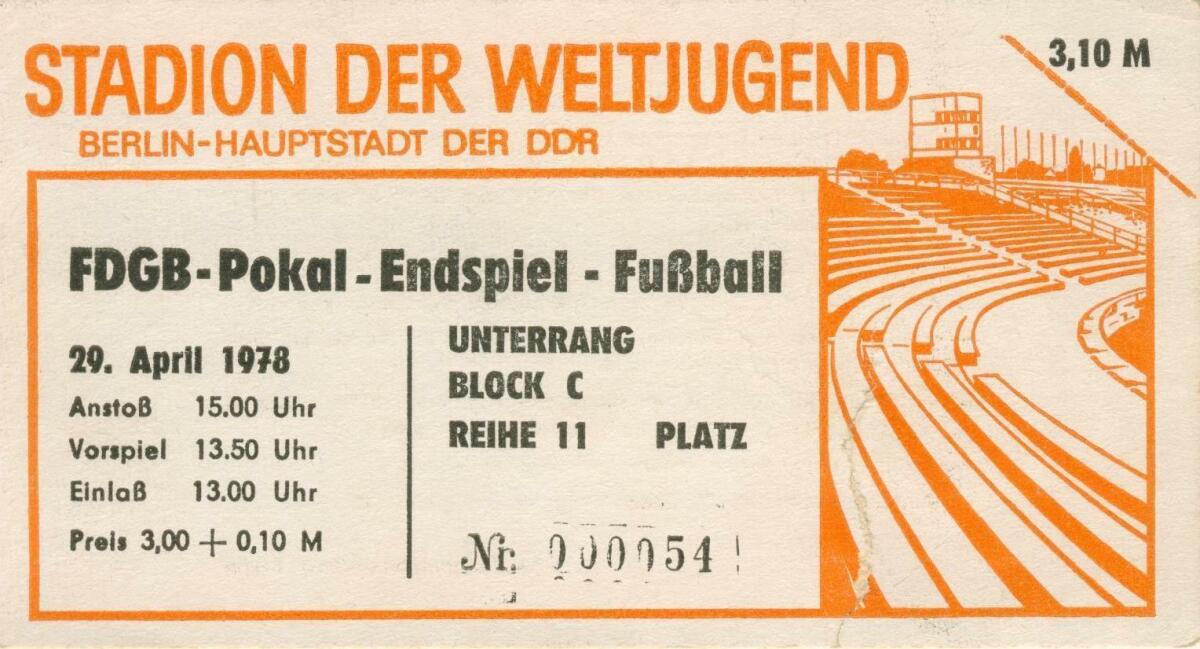 STADION DER WELTJUGEND
3,10 M
BERLIN-HAUPTSTADT DER DDR
FDGB-Pokal-Endspiel - Fußball
29. April 1978
Anstoß 15.00 Uhr
Vorspiel 13.50 Uhr
Einlaß 13.00 Uhr
Preis 3,00 + 0,10 M
UNTERRANG
BLOCK C
REIHE 11 PLATZ
Nr. 000054